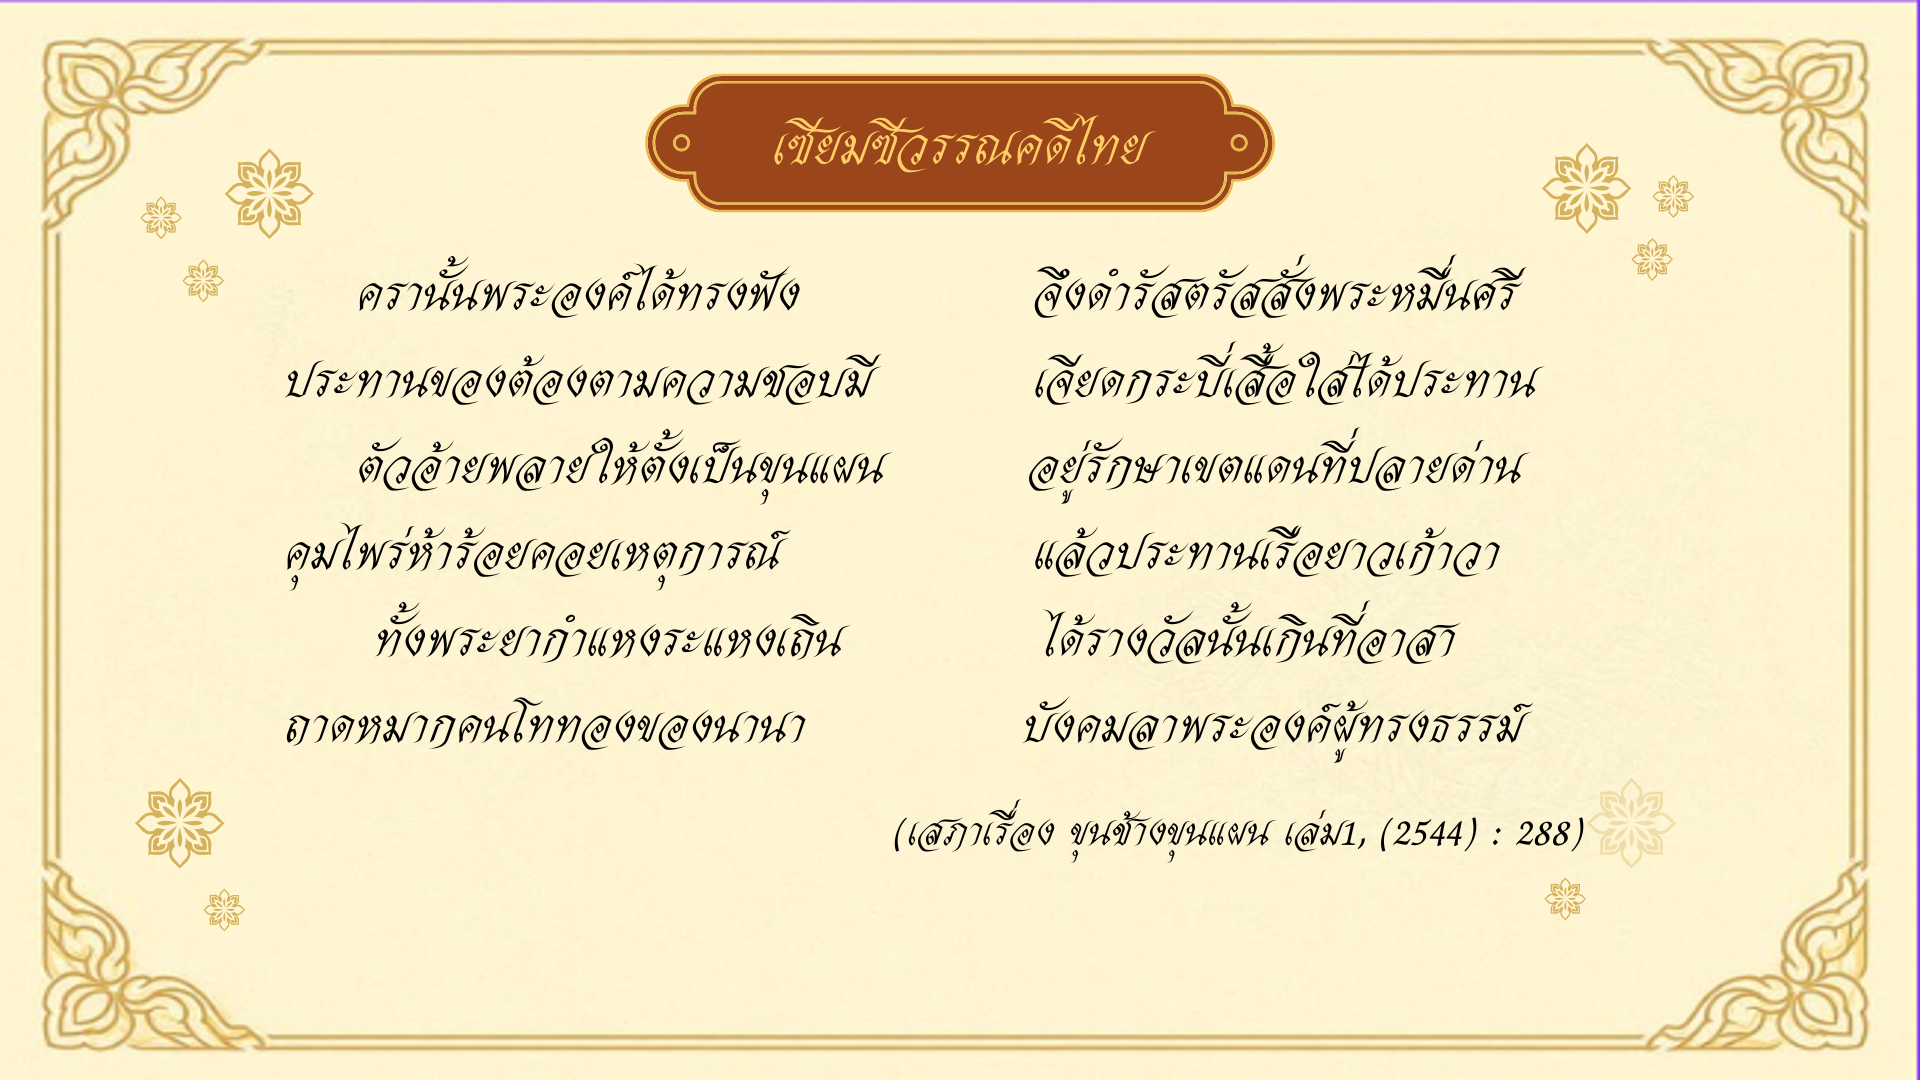 เซียมซีวรรณคดีไทย
ครานั้นพระองค์ได้ทรงฟัง จึงดำรัสตรัสสั่งพระหมื่นศรี
ประทานของต้องตามความชอบมี เจียดกระบี่เสื้อใส่ได้ประทาน
ตัวอ้ายพลายให้ตั้งเป็นขุนแผน อยู่รักษาเขตแดนที่ปลายด่าน
คุมไพร่ห้าร้อยคอยเหตุการณ์ แล้วประทานเรือยาวเก้าวา
ทั้งพระยากำแหงระแหงเถิน ได้รางวัลนั้นเกินที่อาสา
ถาดหมากคนโททองของนานา บังคมลาพระองค์ผู้ทรงธรรม์
(เสภาเรื่อง ขุนช้างขุนแผน เล่ม1, (2544) : 288)